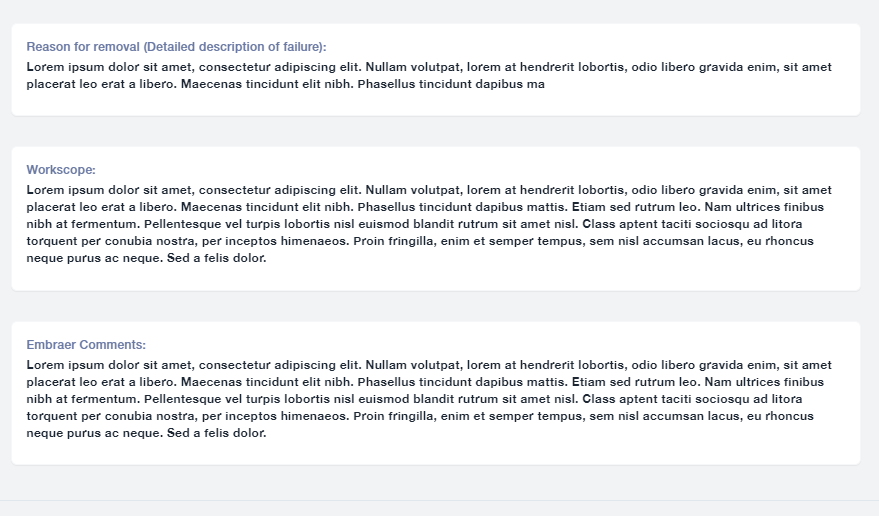 Reason for removal (Detailed description of failure):
Lorem ipsum dolor sit amet, consectetur adipiscing elit. Nullam volutpat, lorem at hendrerit lobortis, odio libero gravida enim, sit amet
placerat leo erat a libero. Maecenas tincidunt elit nibh. Phasellus tincidunt dapibus ma
Workscope:
Lorem ipsum dolor sit amet, consectetur adipiscing elit. Nullam volutpat, lorem at hendrerit lobortis, odio libero gravida enim, sit amet
placerat leo erat a libero. Maecenas tincidunt elit nibh. Phasellus tincidunt dapibus mattis. Etiam sed rutrum leo. Nam ultrices finibus
nibh at fermentum. Pellentesque vel turpis lobortis nisl euismod blandit rutrum sit amet nisl. Class aptent taciti sociosqu ad litora
torquent per conubia nostra, per inceptos himenaeos. Proin fringilla, enim et semper tempus, sem nisl accumsan lacus, eu rhoncus
neque purus ac neque. Sed a felis dolor.
Embraer Comments:
Lorem ipsum dolor sit amet, consectetur adipiscing elit. Nullam volutpat, lorem at hendrerit lobortis, odio libero gravida enim, sit amet
placerat leo erat a libero. Maecenas tincidunt elit nibh. Phasellus tincidunt dapibus mattis. Etiam sed rutrum leo. Nam ultrices finibus
nibh at fermentum. Pellentesque vel turpis lobortis nisl euismod blandit rutrum sit amet nisl. Class aptent taciti sociosqu ad litora
torquent per conubia nostra, per inceptos himenaeos. Proin fringilla, enim et semper tempus, sem nisl accumsan lacus, eu rhoncus
neque purus ac neque. Sed a felis dolor.